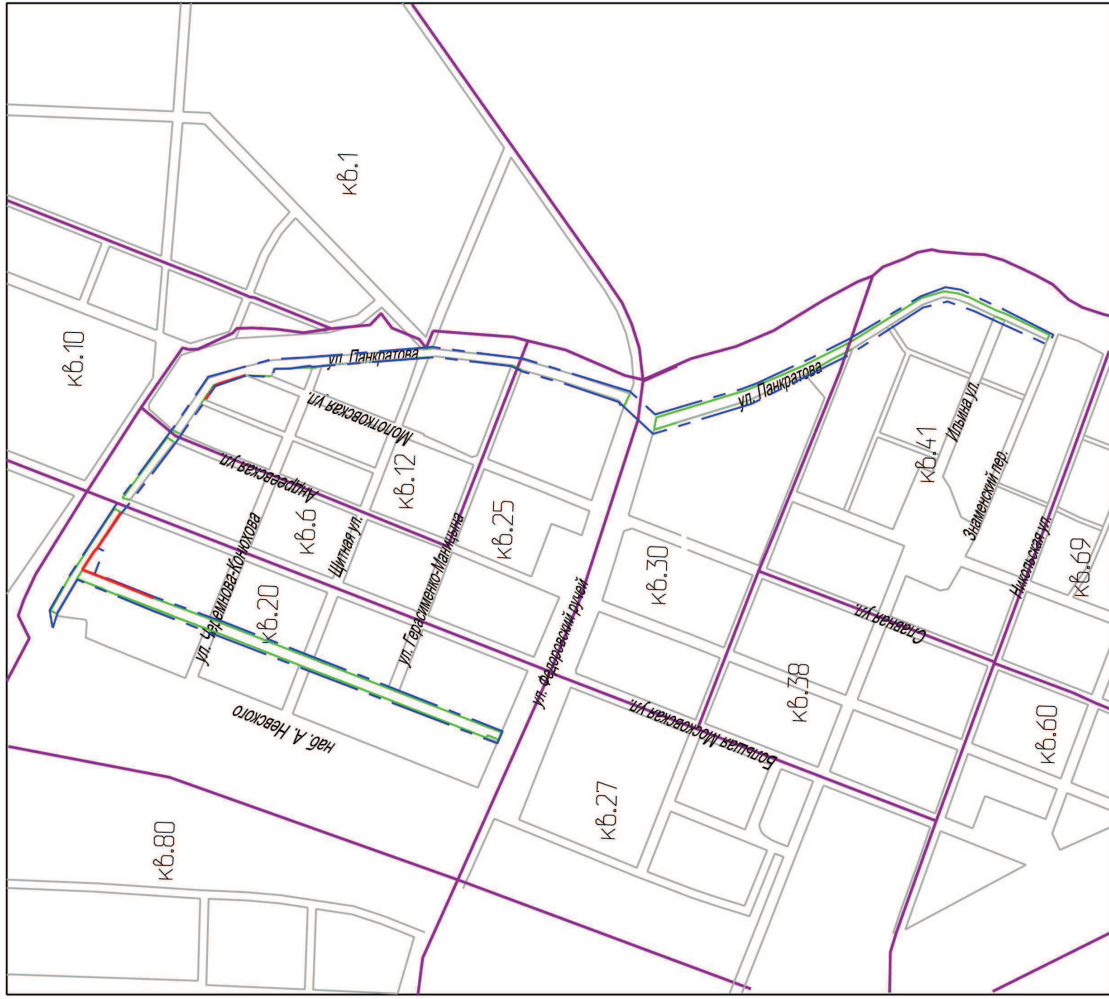 кв.1
кв.10
ул. Панкратова
Молотковская ул.
Андреевская ул.
кв.12
кв.6
Щитная ул.
кв.25
ул. Черемнова-Конюхова
кв.20
ул. Герасименко-Маницына
наб. А. Невского
ул. Федоровский ручей
кв.80
ул. Панкратова
кв.41
Ильина ул.
Знаменский пер.
кв.30
Никольская ул.
кв.69
Славная ул.
кв.38
Большая Московская ул.
кв.60
кв.27